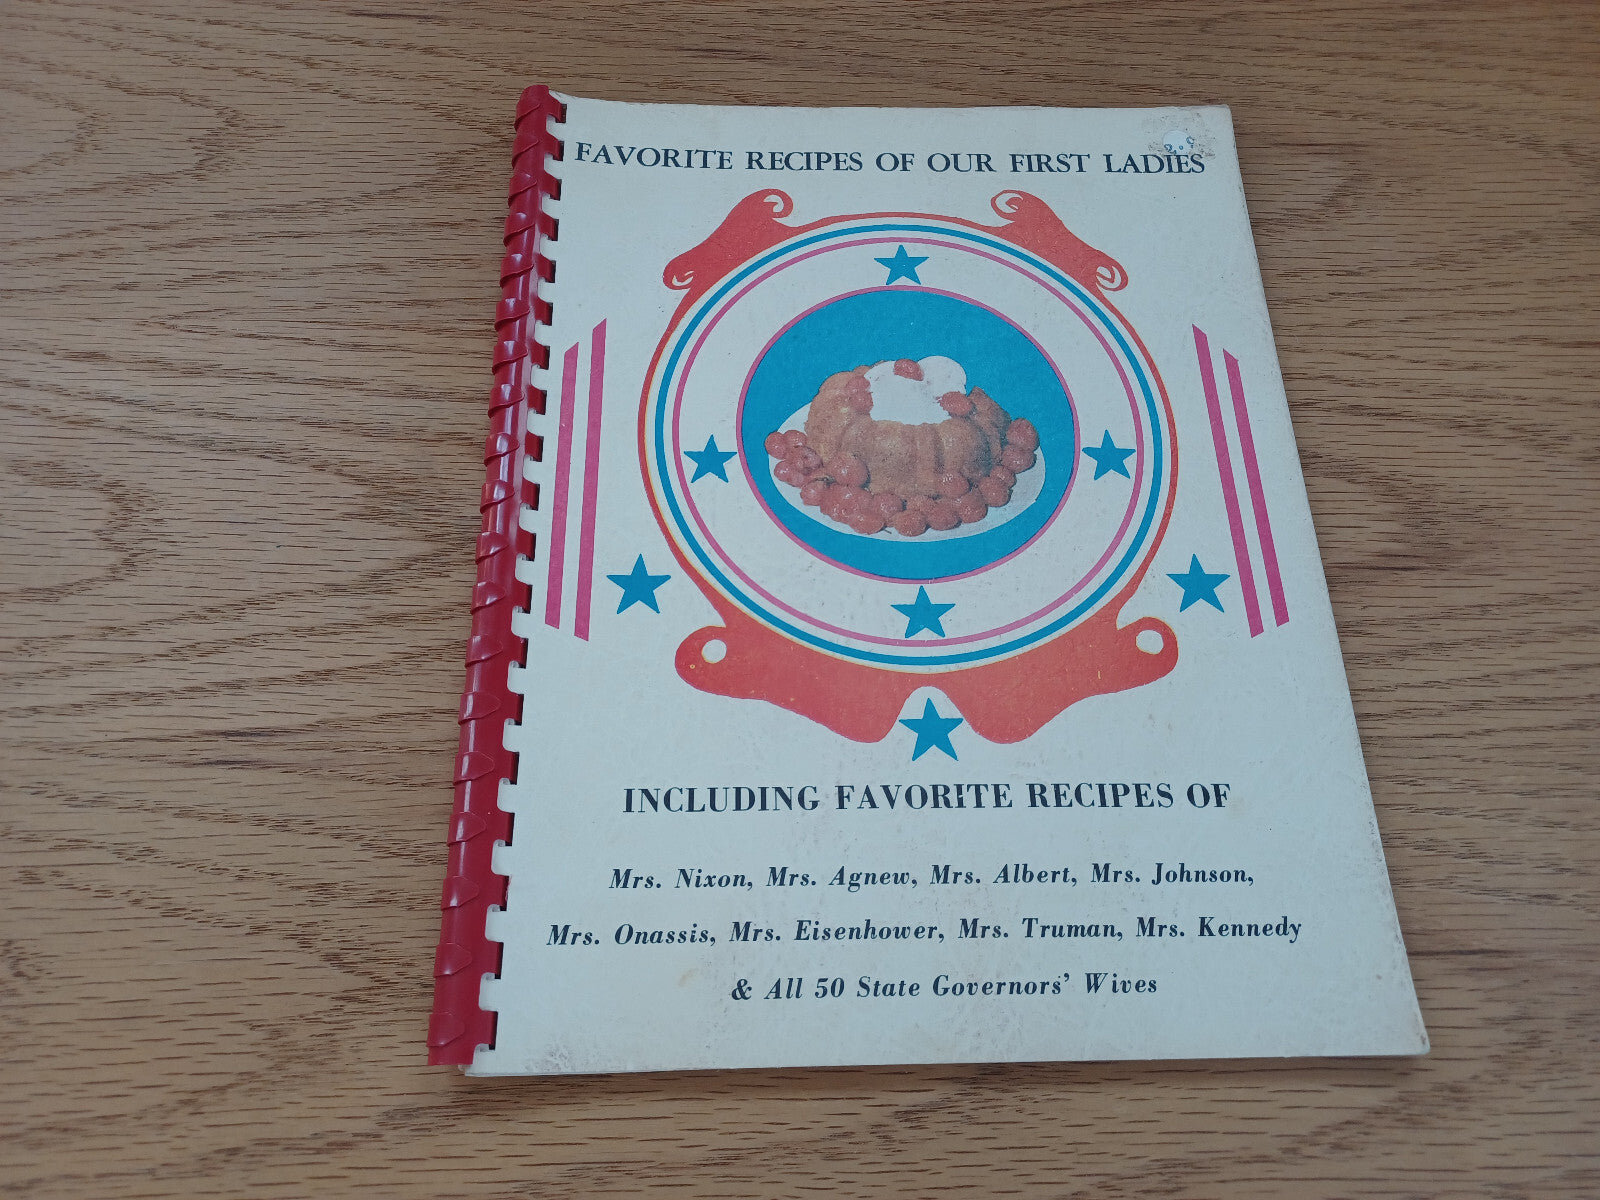 FAVORITE RECIPES OF OUR FIRST LADIES
INCLUDING FAVORITE RECIPES OF
Mrs. Nixon, Mrs. Agnew, Mrs. Albert, Mrs. Johnson,
Mrs. Onassis, Mrs. Eisenhower, Mrs. Truman, Mrs. Kennedy
& All 50 State Governors' Wives